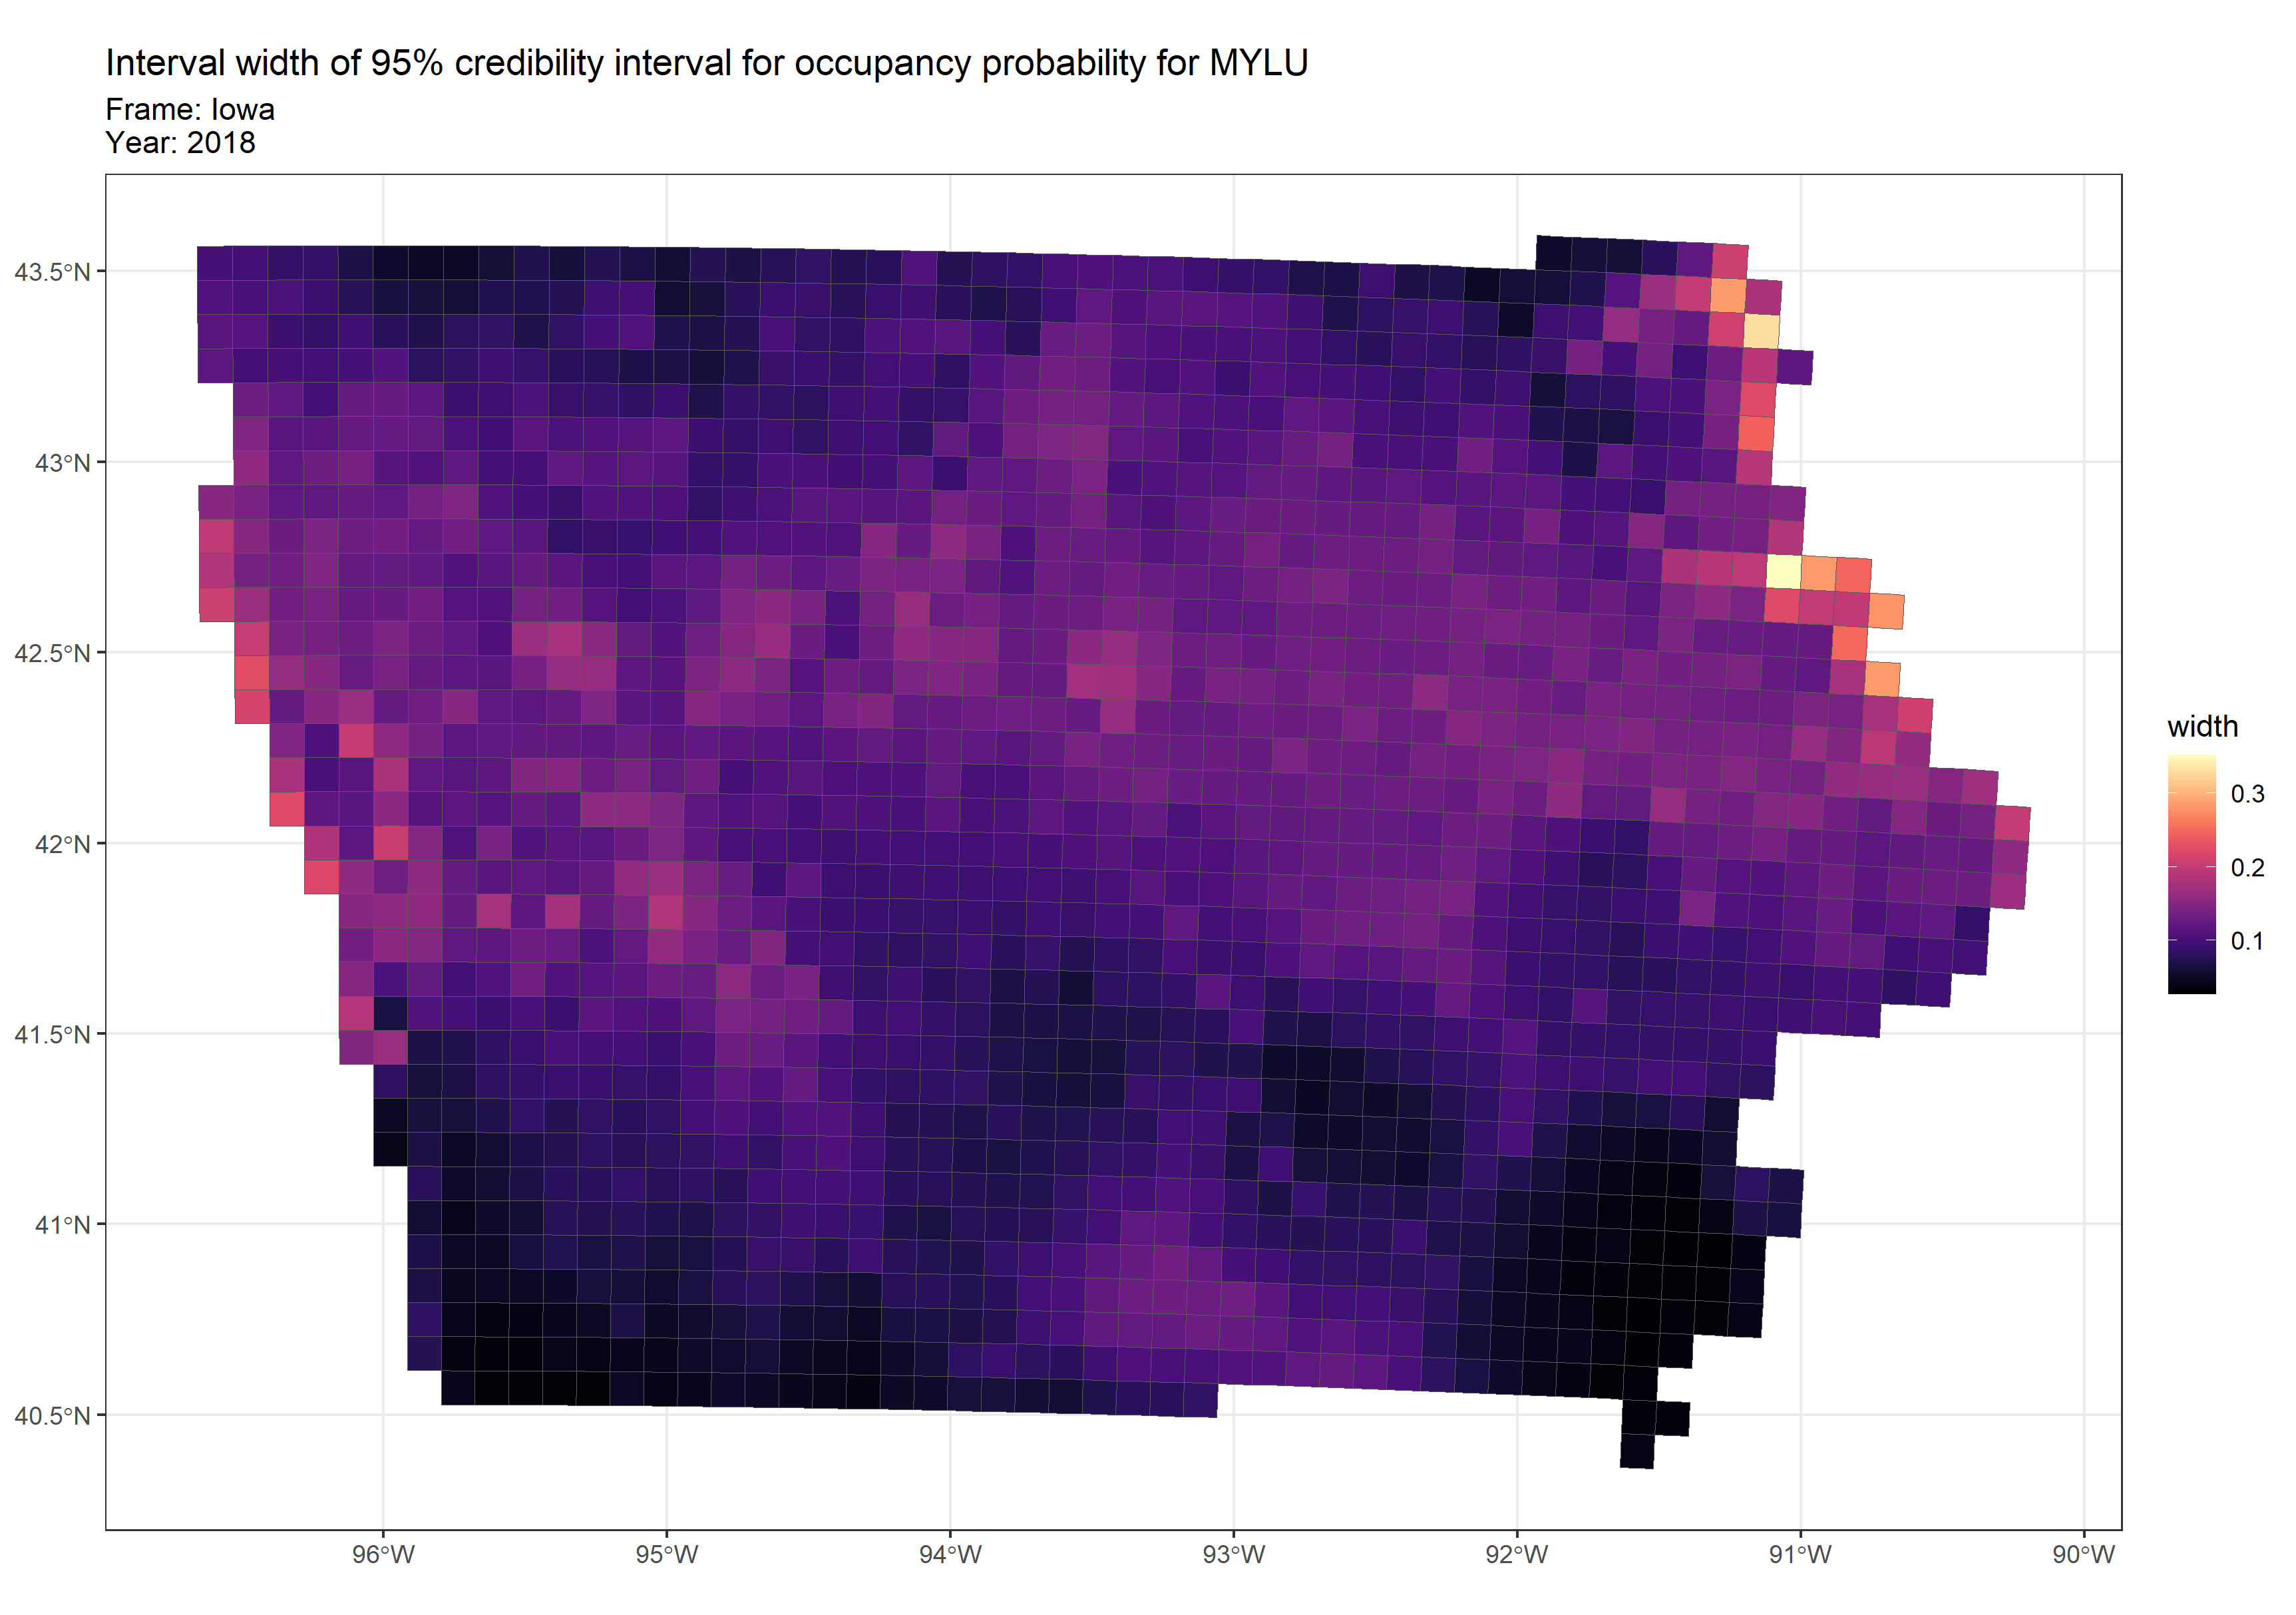 Interval width of 95% credibility interval for occupancy probability for MYLU
Frame: Iowa
Year: 2018
43.5°N
43°N
42.5°N
42°N
41.5°N
41°N
40.5°N
96°W
95°W
94°W
93°W
92°W
91°W
90°W
width
0.3
0.2
0.1